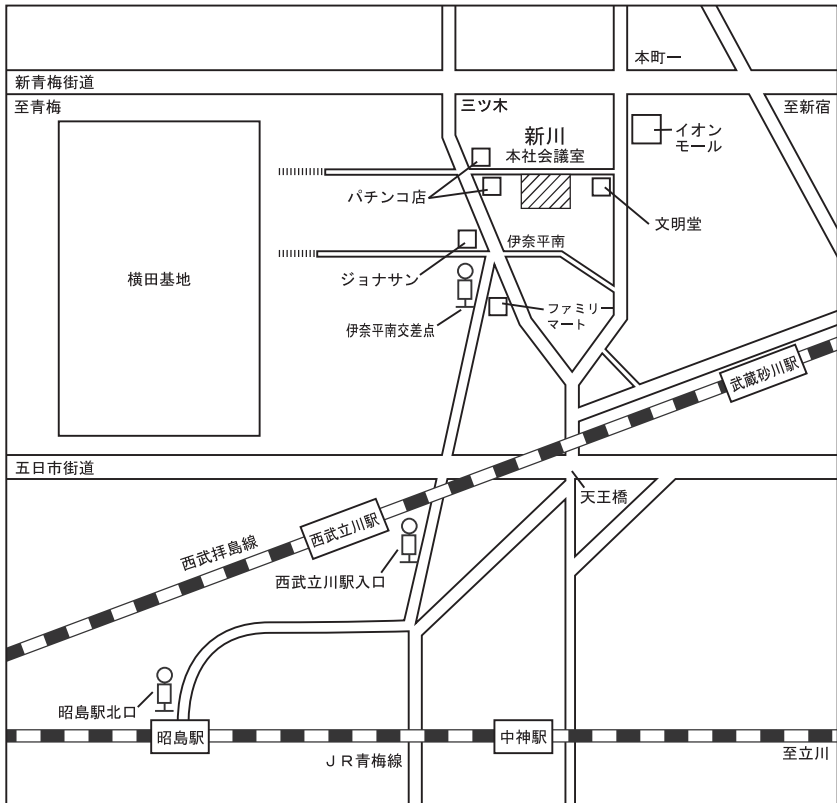 本町一
新青梅街道
至青梅
三ツ木
至新宿
新川
本社会議室
イオン
モール
パチンコ店
文明堂
伊奈平南
横田基地
ジョナサン
ファミリー
マート
伊奈平南交差点
武蔵砂川駅
五日市街道
天王橋
西武立川駅
西武拝島線
西武立川駅入口
昭島駅北口
昭島駅
中神駅
JR青梅線
至立川